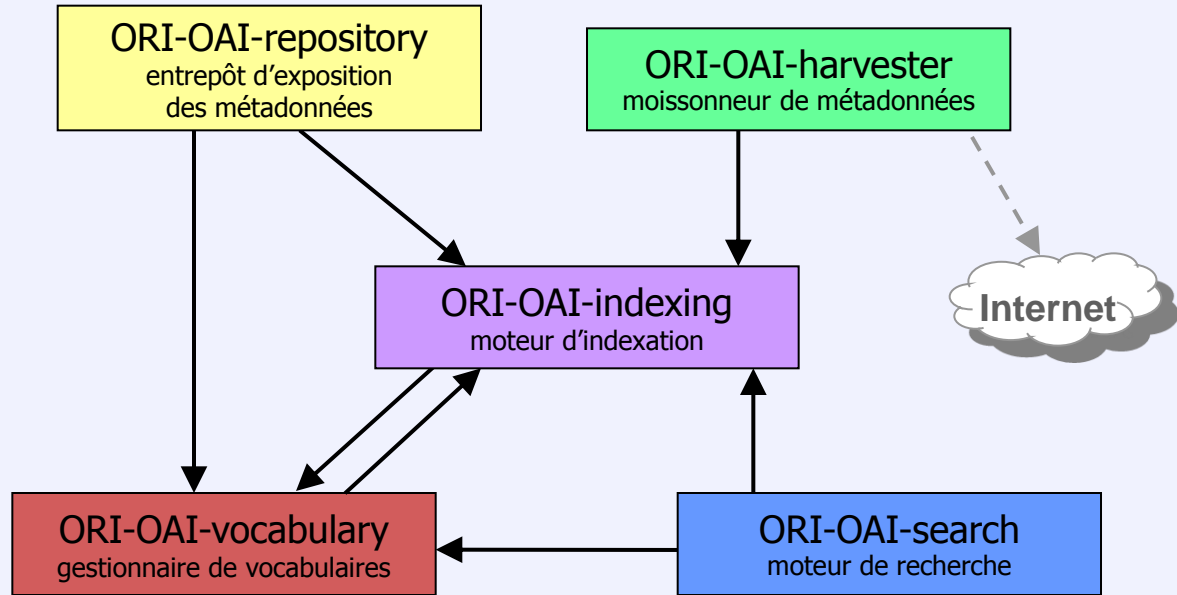 ORI-OAI-repository
entrepôt d’exposition
des métadonnées
ORI-OAI-harvester
moissonneur de métadonnées
ORI-OAI-indexing
moteur d’indexation
Internet
ORI-OAI-vocabulary
gestionnaire de vocabulaires
ORI-OAI-search
moteur de recherche